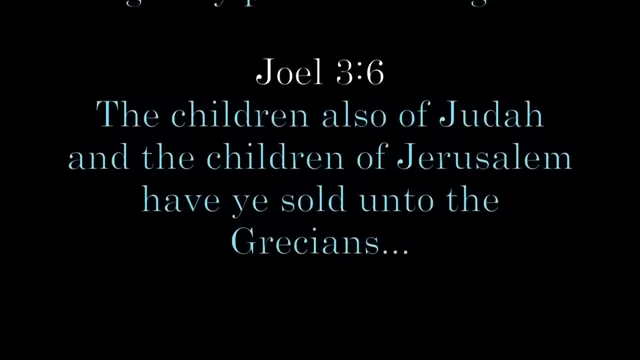 Joel 3:6
The children also of Judah
and the children of Jerusalem
have ye sold unto the
Grecians...